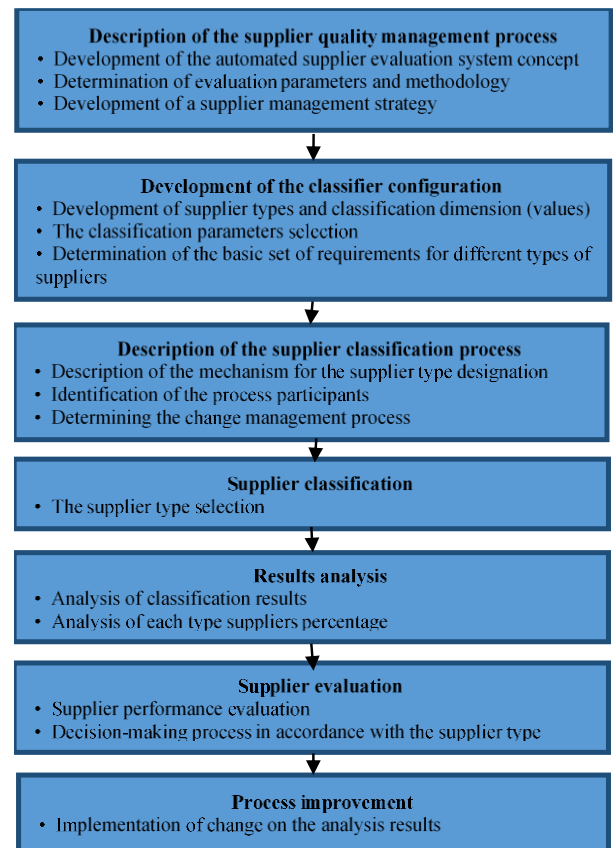 Description of the supplier quality management process
• Development of the automated supplier evaluation system concept
• Determination of evaluation parameters and methodology
• Development of a supplier management strategy
Development of the classifier configuration
• Development of supplier types and classification dimension (values)
• The classification parameters selection
• Determination of the basic set of requirements for different types of
suppliers
Description of the supplier classification process
• Description of the mechanism for the supplier type designation
• Identification of the process participants
• Determining the change management process
Supplier classification
• The supplier type selection
Results analysis
• Analysis of classification results
• Analysis of each type suppliers percentage
Supplier evaluation
• Supplier performance evaluation
• Decision-making process in accordance with the supplier type
Process improvement
• Implementation of change on the analysis results